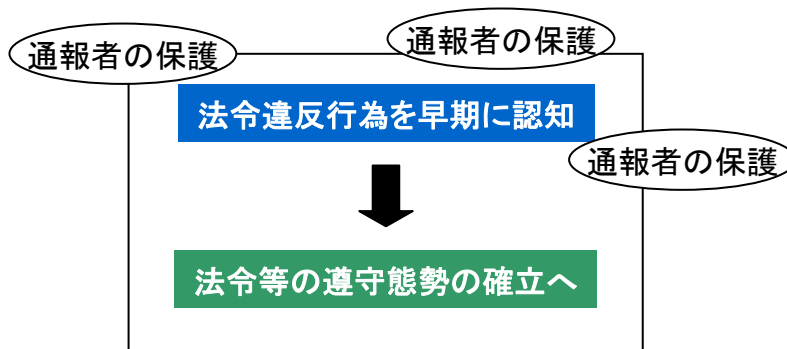 通報者の保護
通報者の保護
法令違反行為を早期に認知
通報者の保護
法令等の遵守態勢の確立へ